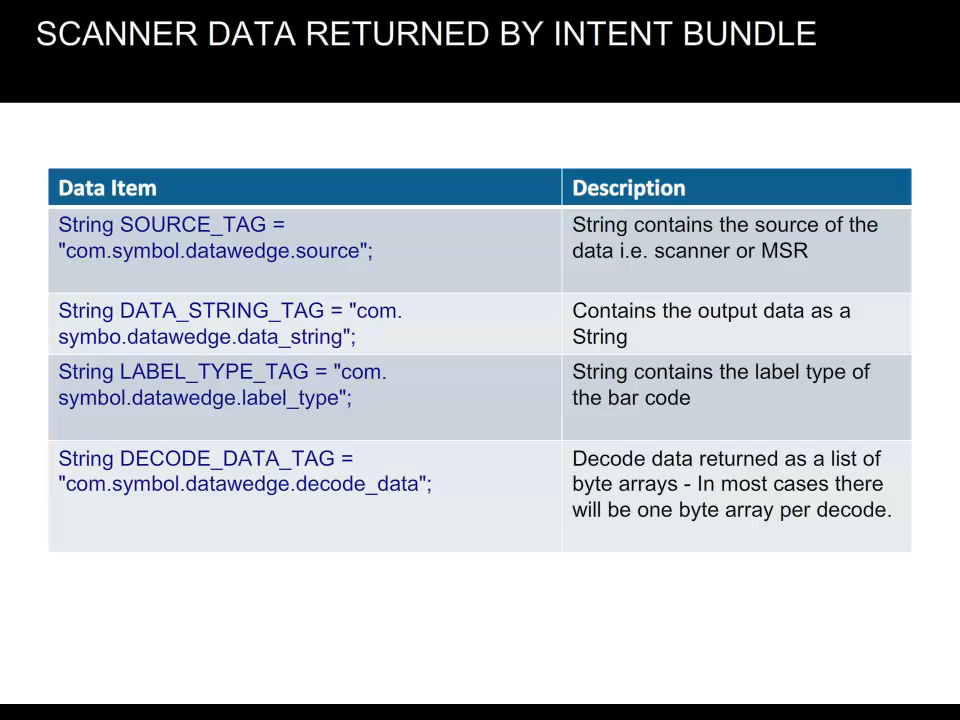 SCANNER DATA RETURNED BY INTENT BUNDLE
Data Item
Description
String SOURCE_TAG =
"com.symbol.datawedge.source";
String contains the source of the
data i.e. scanner or MSR
String DATA_STRING_TAG = "com.
symbo.datawedge.data_string";
Contains the output data as a
String
String LABEL_TYPE_TAG = "com.
symbol.datawedge.label_type";
String contains the label type of
the bar code
String DECODE_DATA_TAG =
"com.symbol.datawedge.decode_data";
Decode data returned as a list of
byte arrays - In most cases there
will be one byte array per decode.